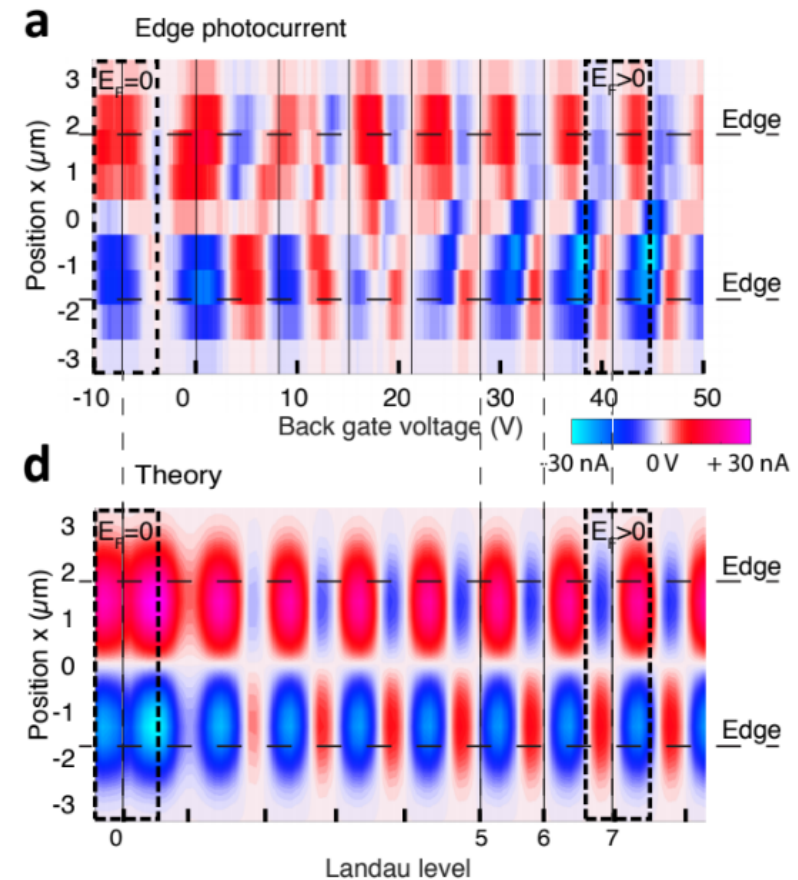 a
Edge photocurrent
E_F=0
E_F>0
3
2
1
0
-1
-2
-3
Position x (µm)
Edge
Edge
-10 0 10 20 30 40 50
Back gate voltage (V)
-30 nA 0 V + 30 nA
d
Theory
E_F=0
E_F>0
3
2
1
0
-1
-2
-3
Position x (µm)
Edge
Edge
0 5 6 7
Landau level